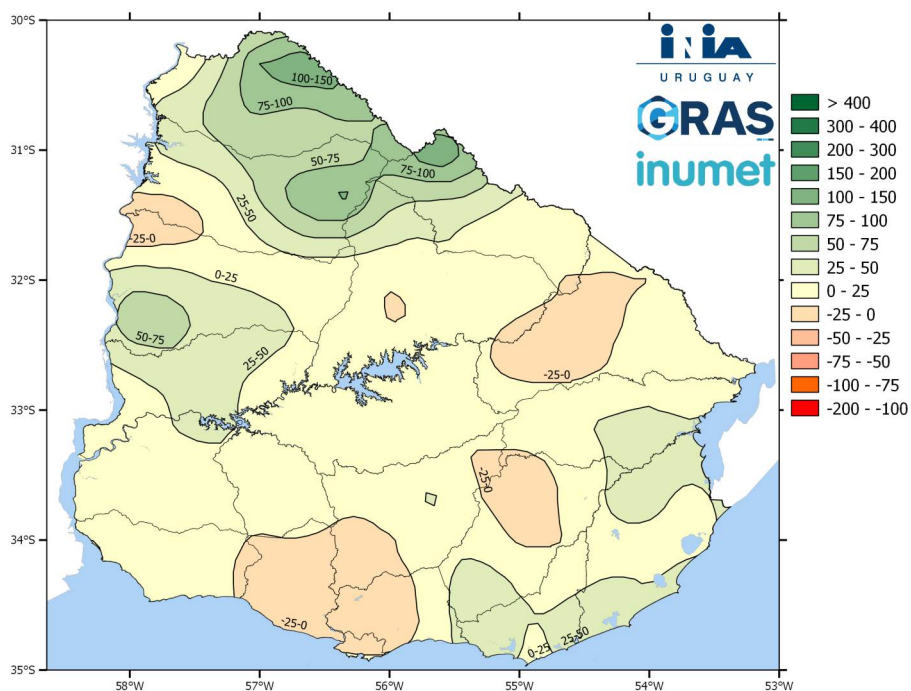 30°S
31°S
32°S
33°S
34°S
35°S
58°W
57°W
56°W
55°W
54°W
53°W
100-150
75-100
50-75
75-100
25-50
-25-0
0-25
50-75
25-50
-25-0
-25-0
-25-0
0-25
25-50
INIA
URUGUAY
GRAS
inumet
> 400
300 - 400
200 - 300
150 - 200
100 - 150
75 - 100
50 - 75
25 - 50
0 - 25
-25 - 0
-50 - -25
-75 - -50
-100 - -75
-200 - -100